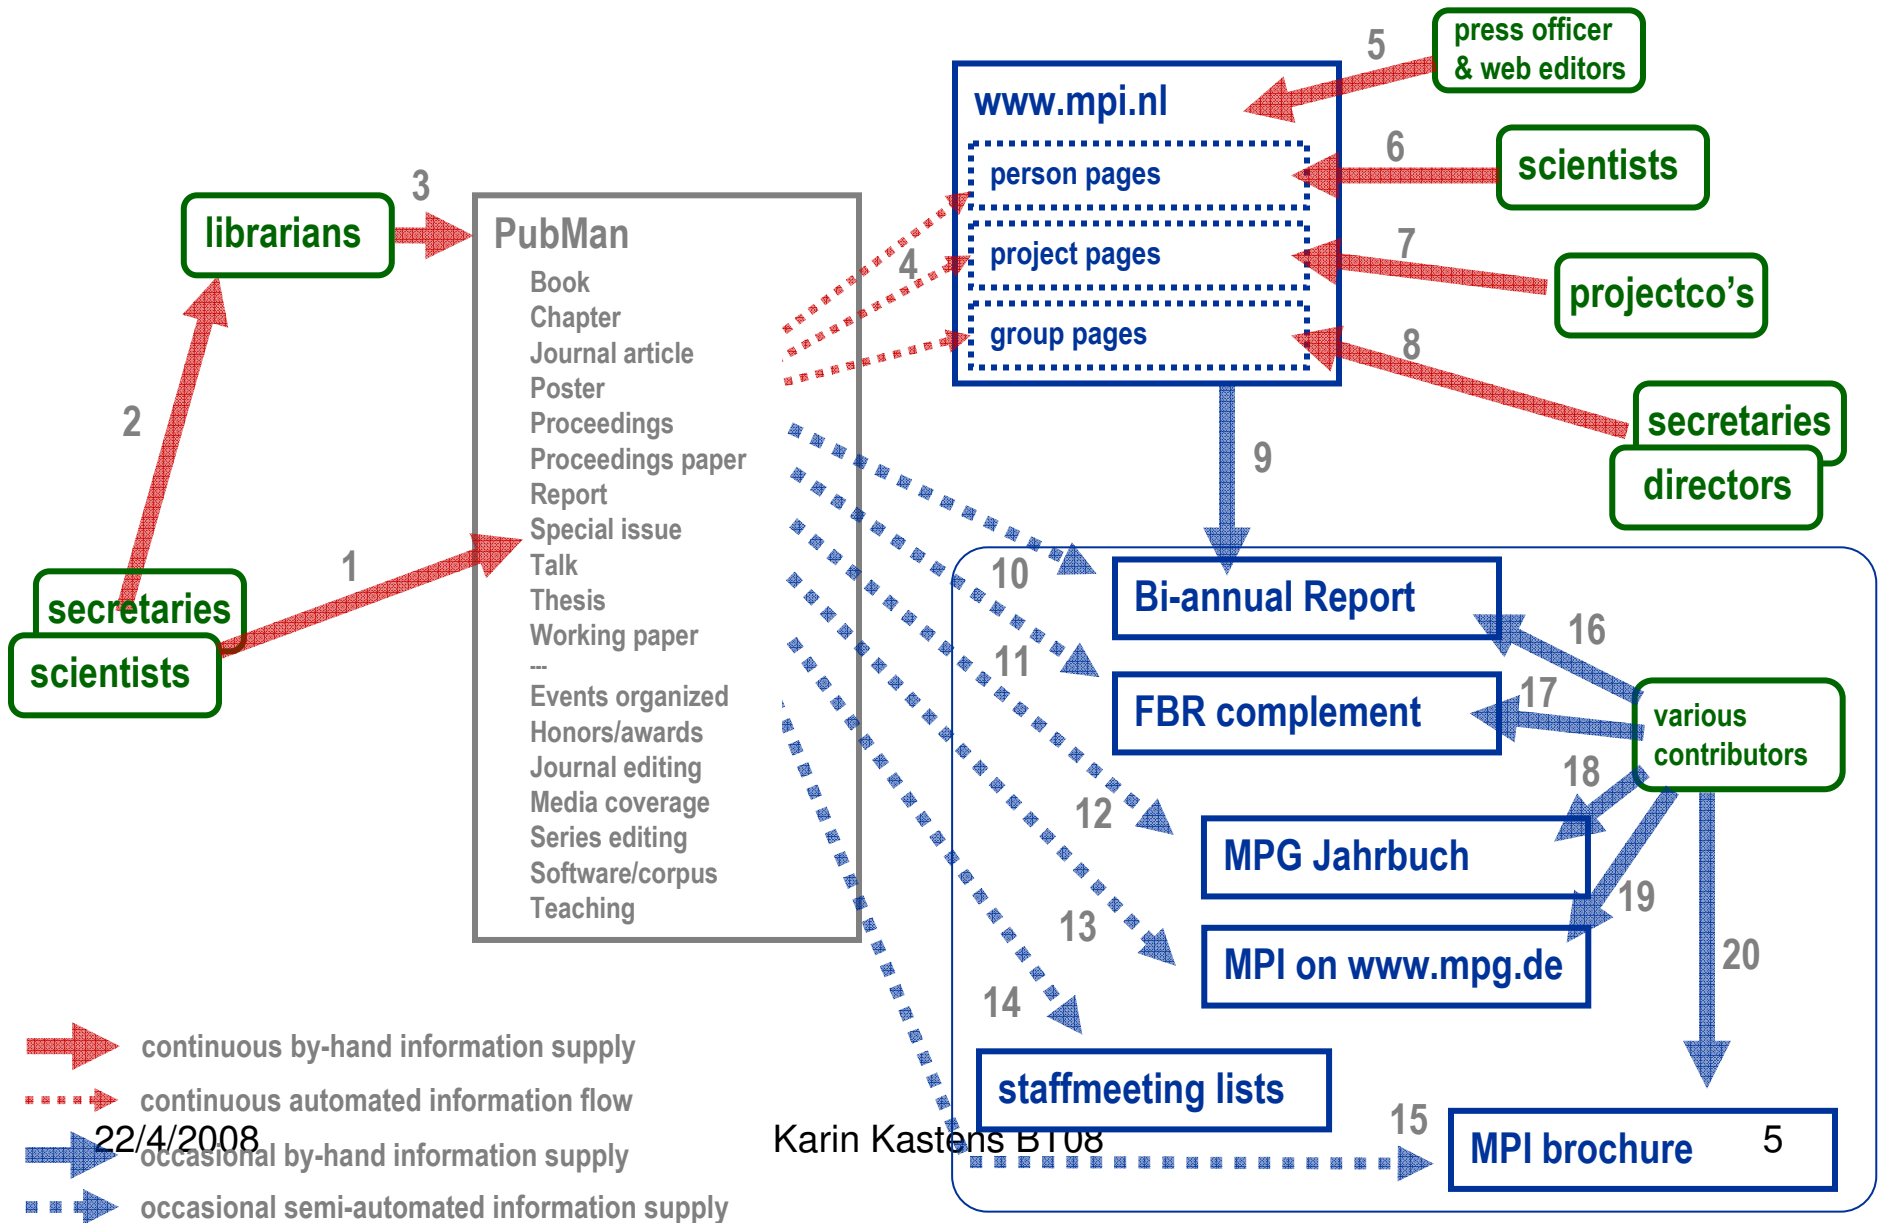 press officer
& web editors
5
www.mpi.nl
6
scientists
person pages
3
librarians
PubMan
4
project pages
7
projectco's
group pages
8
Book
Chapter
Journal article
Poster
Proceedings
Proceedings paper
Report
Special issue
Talk
Thesis
Working paper
---
Events organized
Honors/awards
Journal editing
Media coverage
Series editing
Software/corpus
Teaching
2
1
secretaries
scientists
9
secretaries
directors
10
Bi-annual Report
16
11
FBR complement
17
various
contributors
12
18
MPG Jahrbuch
13
19
MPI on www.mpg.de
20
14
staffmeeting lists
15
MPI brochure
continuous by-hand information supply
continuous automated information flow
occasional by-hand information supply
occasional semi-automated information supply
22/4/2008
Karin Kastens BT08
5